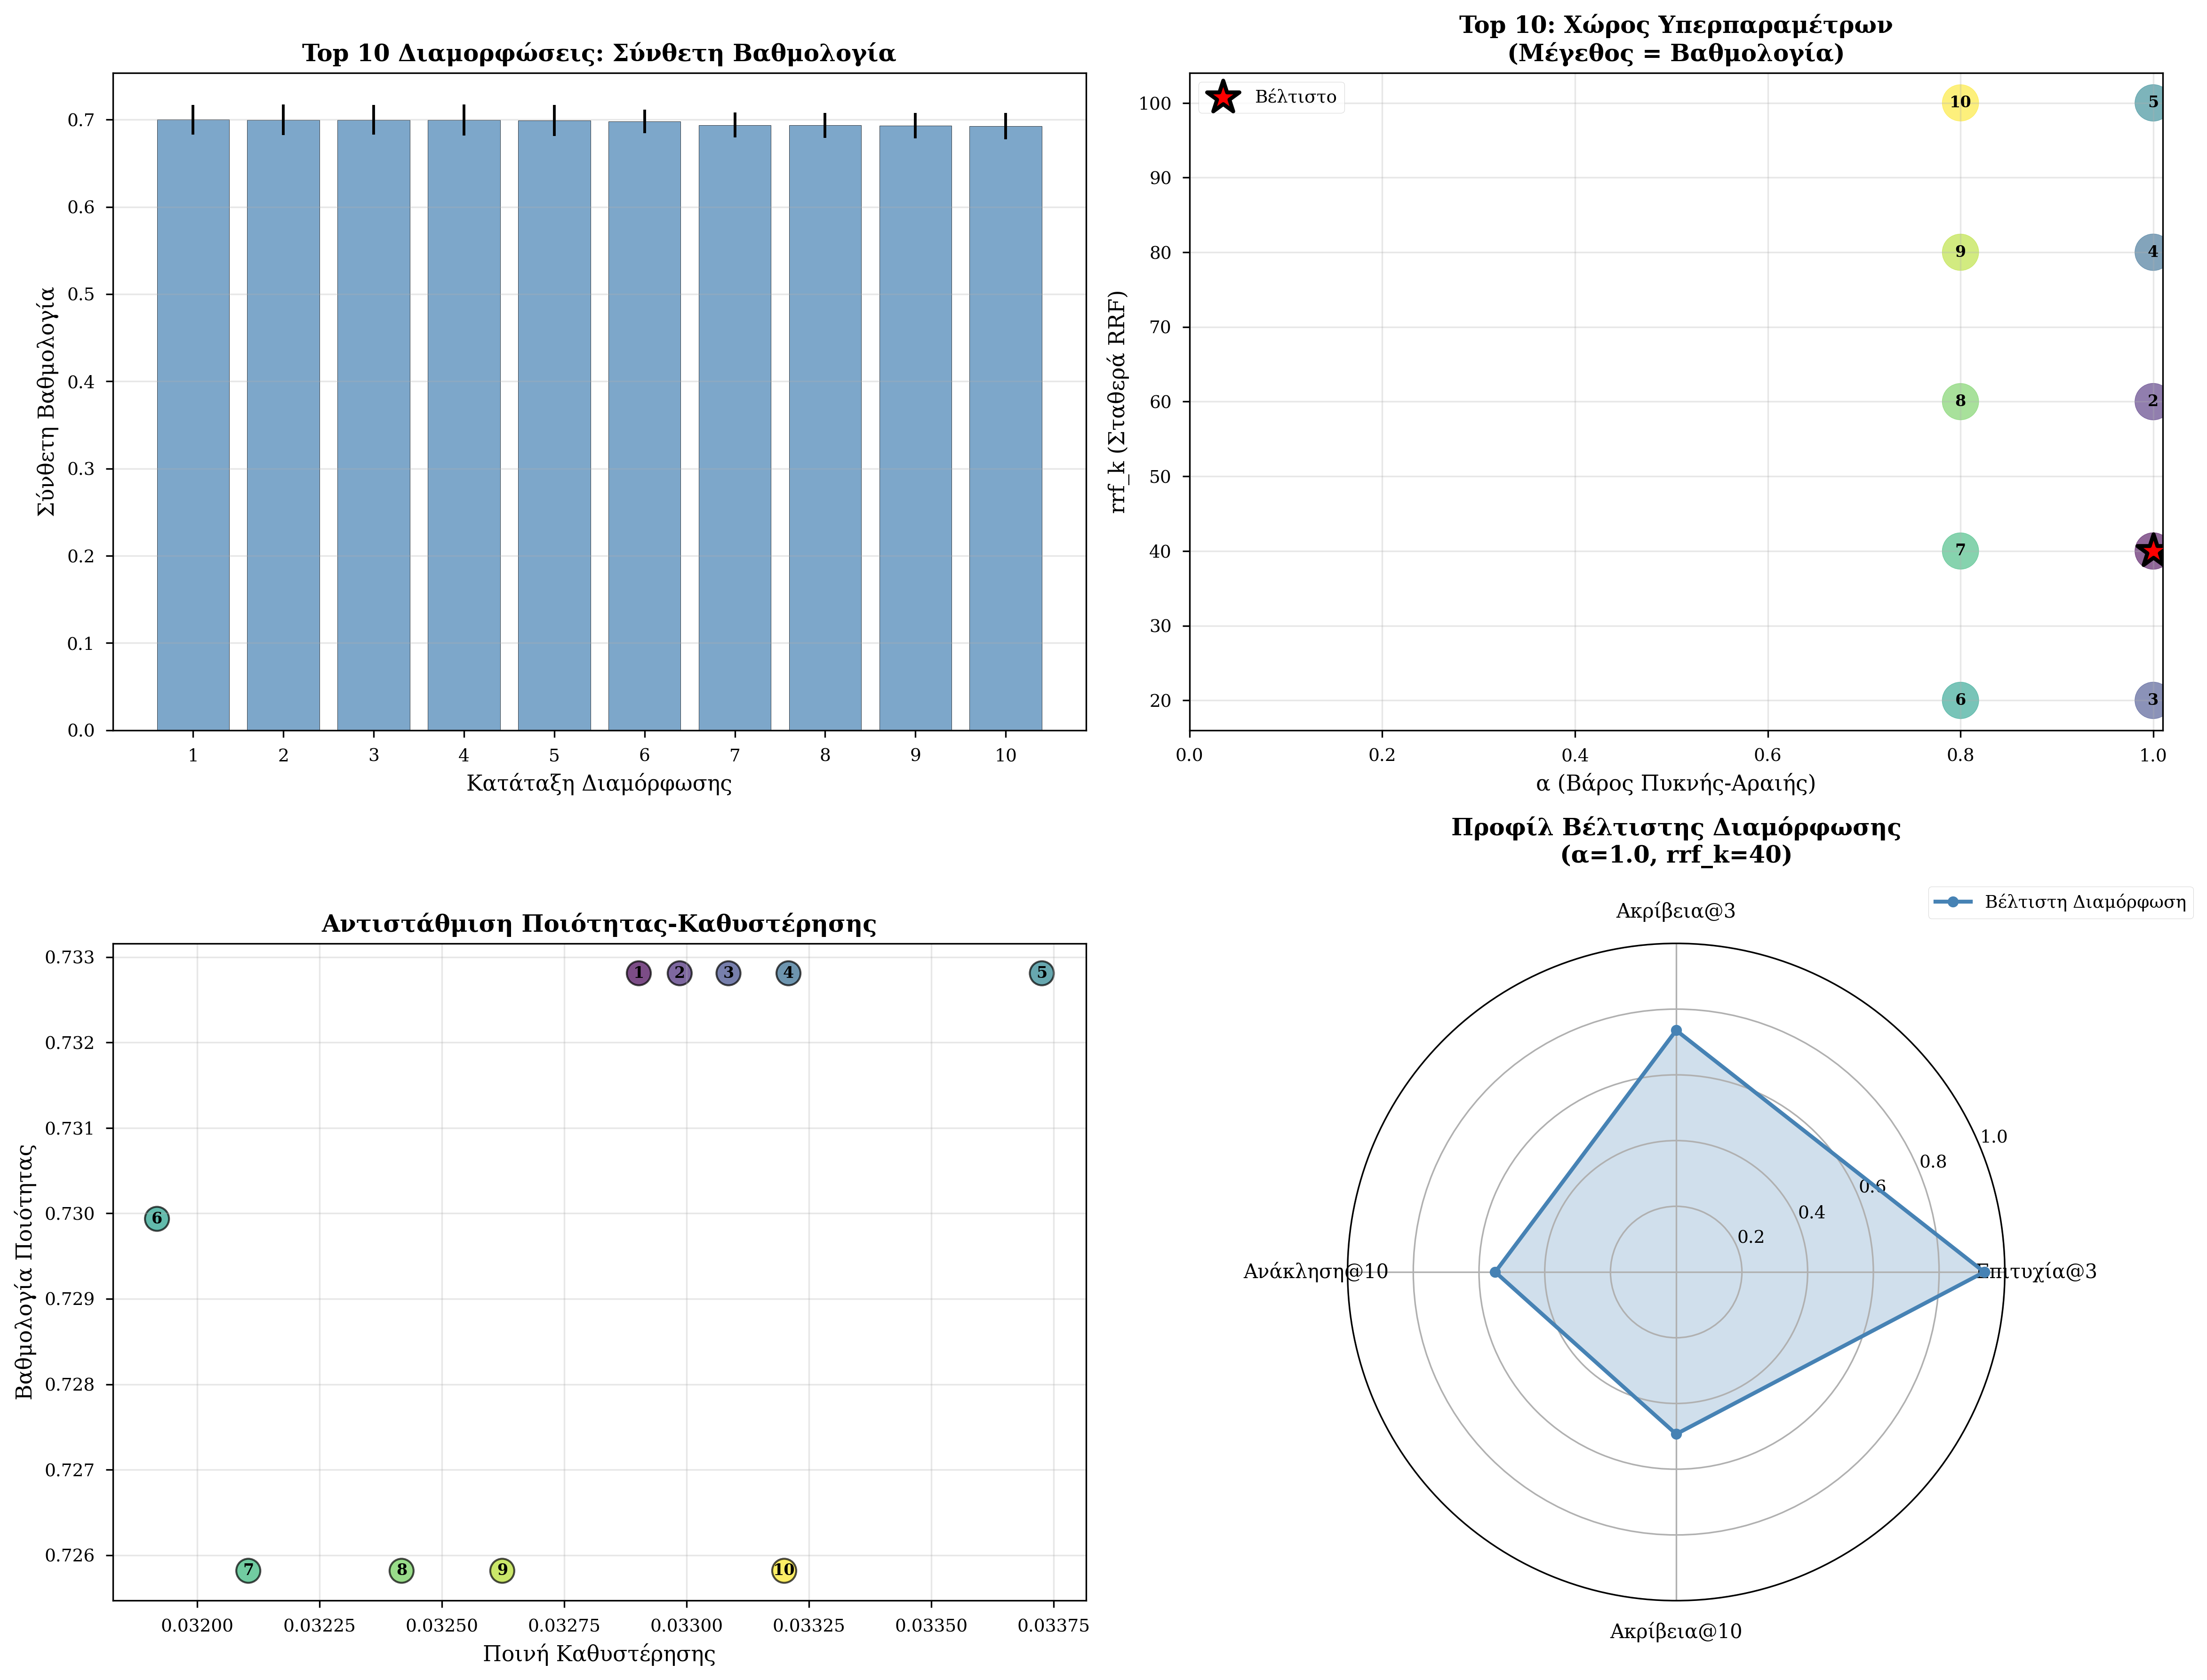 Top 10 Διαμορφώσεις: Σύνθετη Βαθμολογία
0.7
0.6
0.5
0.4
0.3
0.2
0.1
0.0
Σύνθετη Βαθμολογία
1 2 3 4 5 6 7 8 9 10
Κατάταξη Διαμόρφωσης
Top 10: Χώρος Υπερπαραμέτρων
(Μέγεθος = Βαθμολογία)
Βέλτιστο
100
90
80
70
60
50
40
30
20
rrf_k (Σταθερά RRF)
10 5
9 4
8 2
7
6 3
0.0 0.2 0.4 0.6 0.8 1.0
α (Βάρος Πυκνής-Αραιής)
Αντιστάθμιση Ποιότητας-Καθυστέρησης
0.733
0.732
0.731
0.730
0.729
0.728
0.727
0.726
Βαθμολογία Ποιότητας
1 2 3 4 5
6
7 8 9 10
0.03200 0.03225 0.03250 0.03275 0.03300 0.03325 0.03350 0.03375
Ποινή Καθυστέρησης
Προφίλ Βέλτιστης Διαμόρφωσης
(α=1.0, rrf_k=40)
Βέλτιστη Διαμόρφωση
Ακρίβεια@3
1.0
0.8
0.6
0.4
0.2
Ανάκληση@10
Επιτυχία@3
Ακρίβεια@10